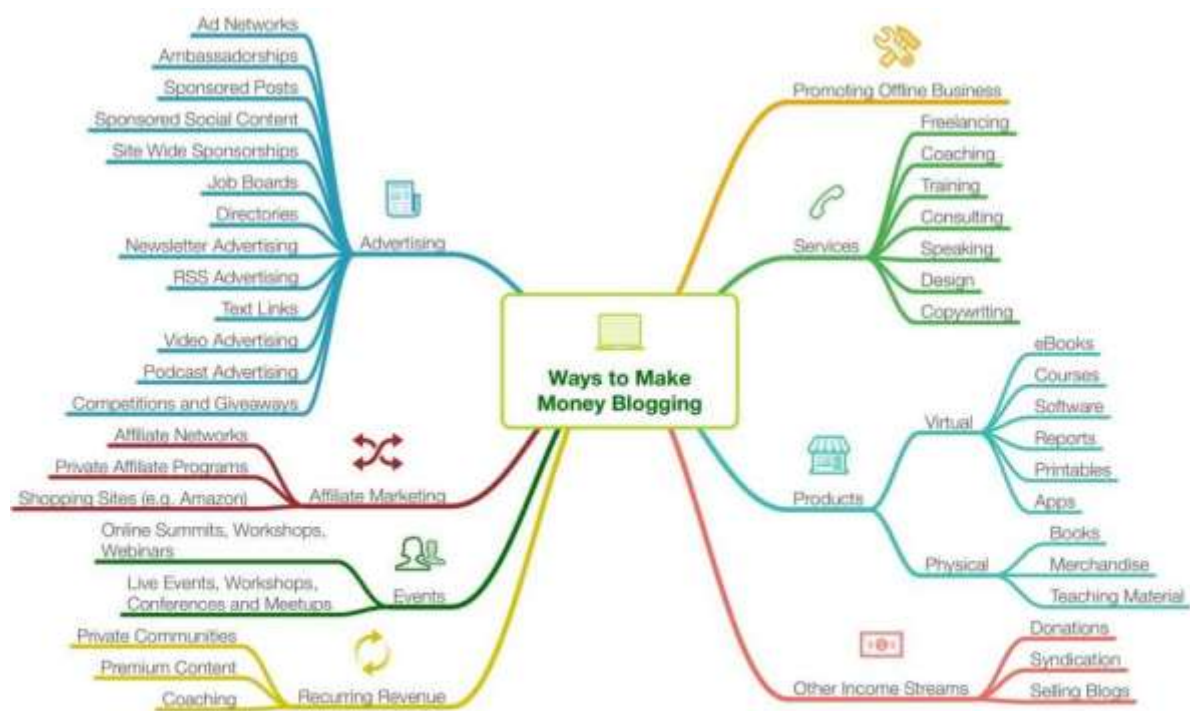 Ways to Make
Money Blogging
Advertising
Ad Networks
Ambassadorships
Sponsored Posts
Sponsored Social Content
Site Wide Sponsorships
Job Boards
Directories
Newsletter Advertising
RSS Advertising
Text Links
Video Advertising
Podcast Advertising
Competitions and Giveaways
Affiliate Marketing
Affiliate Networks
Private Affiliate Programs
Shopping Sites (e.g. Amazon)
Events
Online Summits, Workshops,
Webinars
Live Events, Workshops,
Conferences and Meetups
Recurring Revenue
Private Communities
Premium Content
Coaching
Promoting Offline Business
Services
Freelancing
Coaching
Training
Consulting
Speaking
Design
Copywriting
Products
Virtual
eBooks
Courses
Software
Reports
Printables
Apps
Physical
Books
Merchandise
Teaching Material
Other Income Streams
Donations
Syndication
Selling Blogs